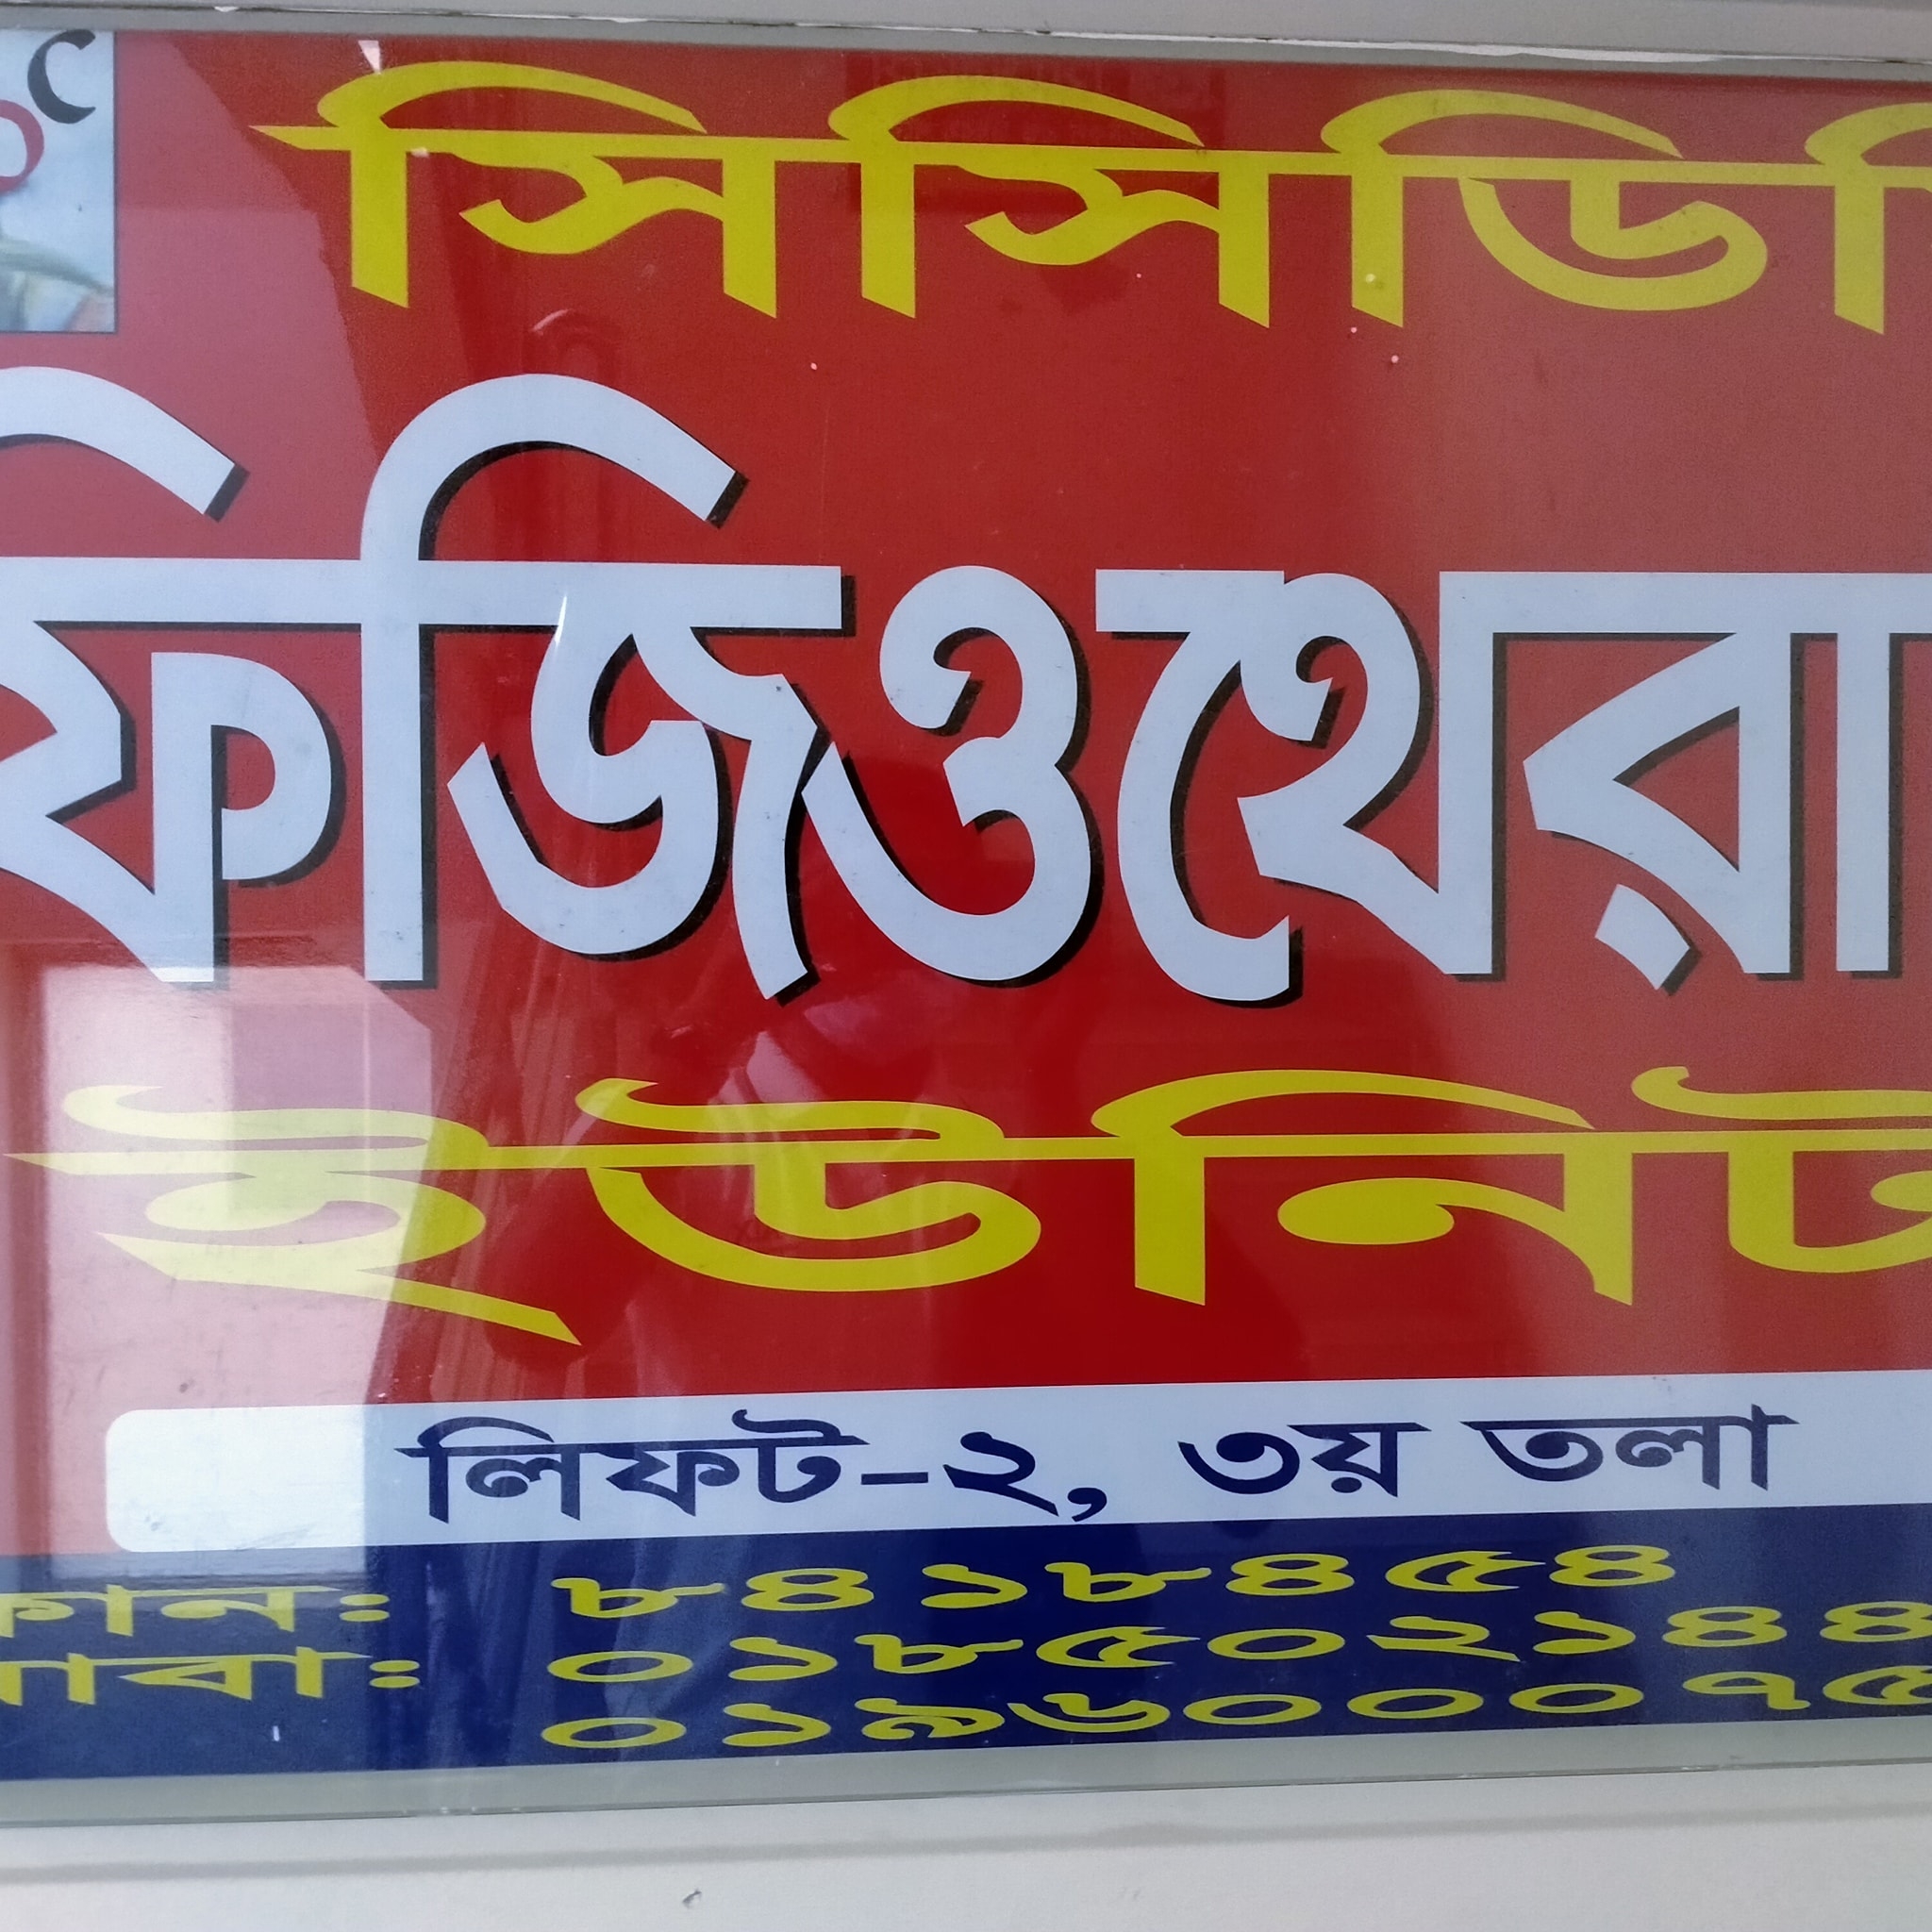 সিসিডি
ফিজিওথেরা
ইউনিট
লিফট-২, ৩য় তলা
ফোন: ৮৪১৮৪৫৪
০১৮৫০২১৪৪
০১৯৬০০০৭৫